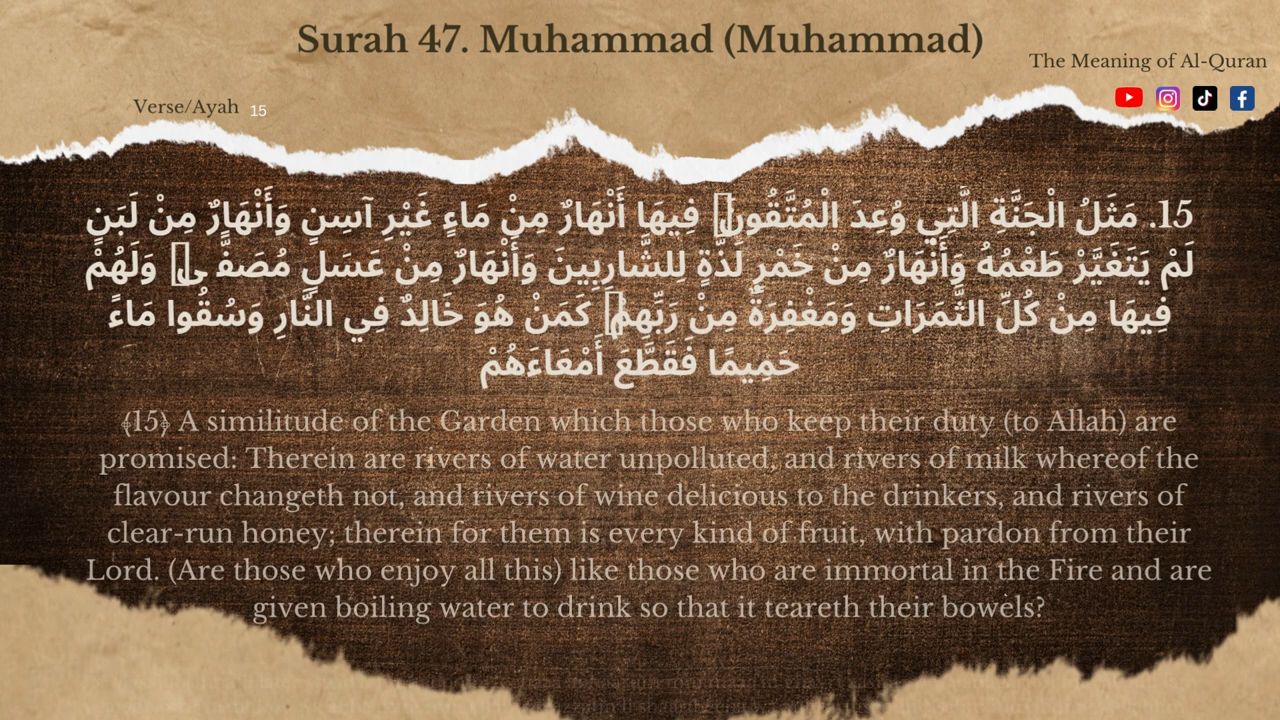 Surah 47. Muhammad (Muhammad)
The Meaning of Al-Quran
Verse/Ayah 15
15. مَثَلُ الْجَنَّةِ الَّتِي وُعِدَ الْمُتَّقُونَ فِيهَا أَنْهَارٌ مِنْ مَاءٍ غَيْرِ آسِنٍ وَأَنْهَارٌ مِنْ لَبَنٍ
لَمْ يَتَغَيَّرْ طَعْمُهُ وَأَنْهَارٌ مِنْ خَمْرٍ لَذَّةٍ لِلشَّارِبِينَ وَأَنْهَارٌ مِنْ عَسَلٍ مُصَفًّى وَلَهُمْ
فِيهَا مِنْ كُلِّ الثَّمَرَاتِ وَمَغْفِرَةٌ مِنْ رَبِّهِمْ كَمَنْ هُوَ خَالِدٌ فِي النَّارِ وَسُقُوا مَاءً
حَمِيمًا فَقَطَّعَ أَمْعَاءَهُمْ
﴾15﴿ A similitude of the Garden which those who keep their duty (to Allah) are
promised: Therein are rivers of water unpolluted, and rivers of milk whereof the
flavour changeth not, and rivers of wine delicious to the drinkers, and rivers of
clear-run honey; therein for them is every kind of fruit, with pardon from their
Lord. (Are those who enjoy all this) like those who are immortal in the Fire and are
given boiling water to drink so that it teareth their bowels?